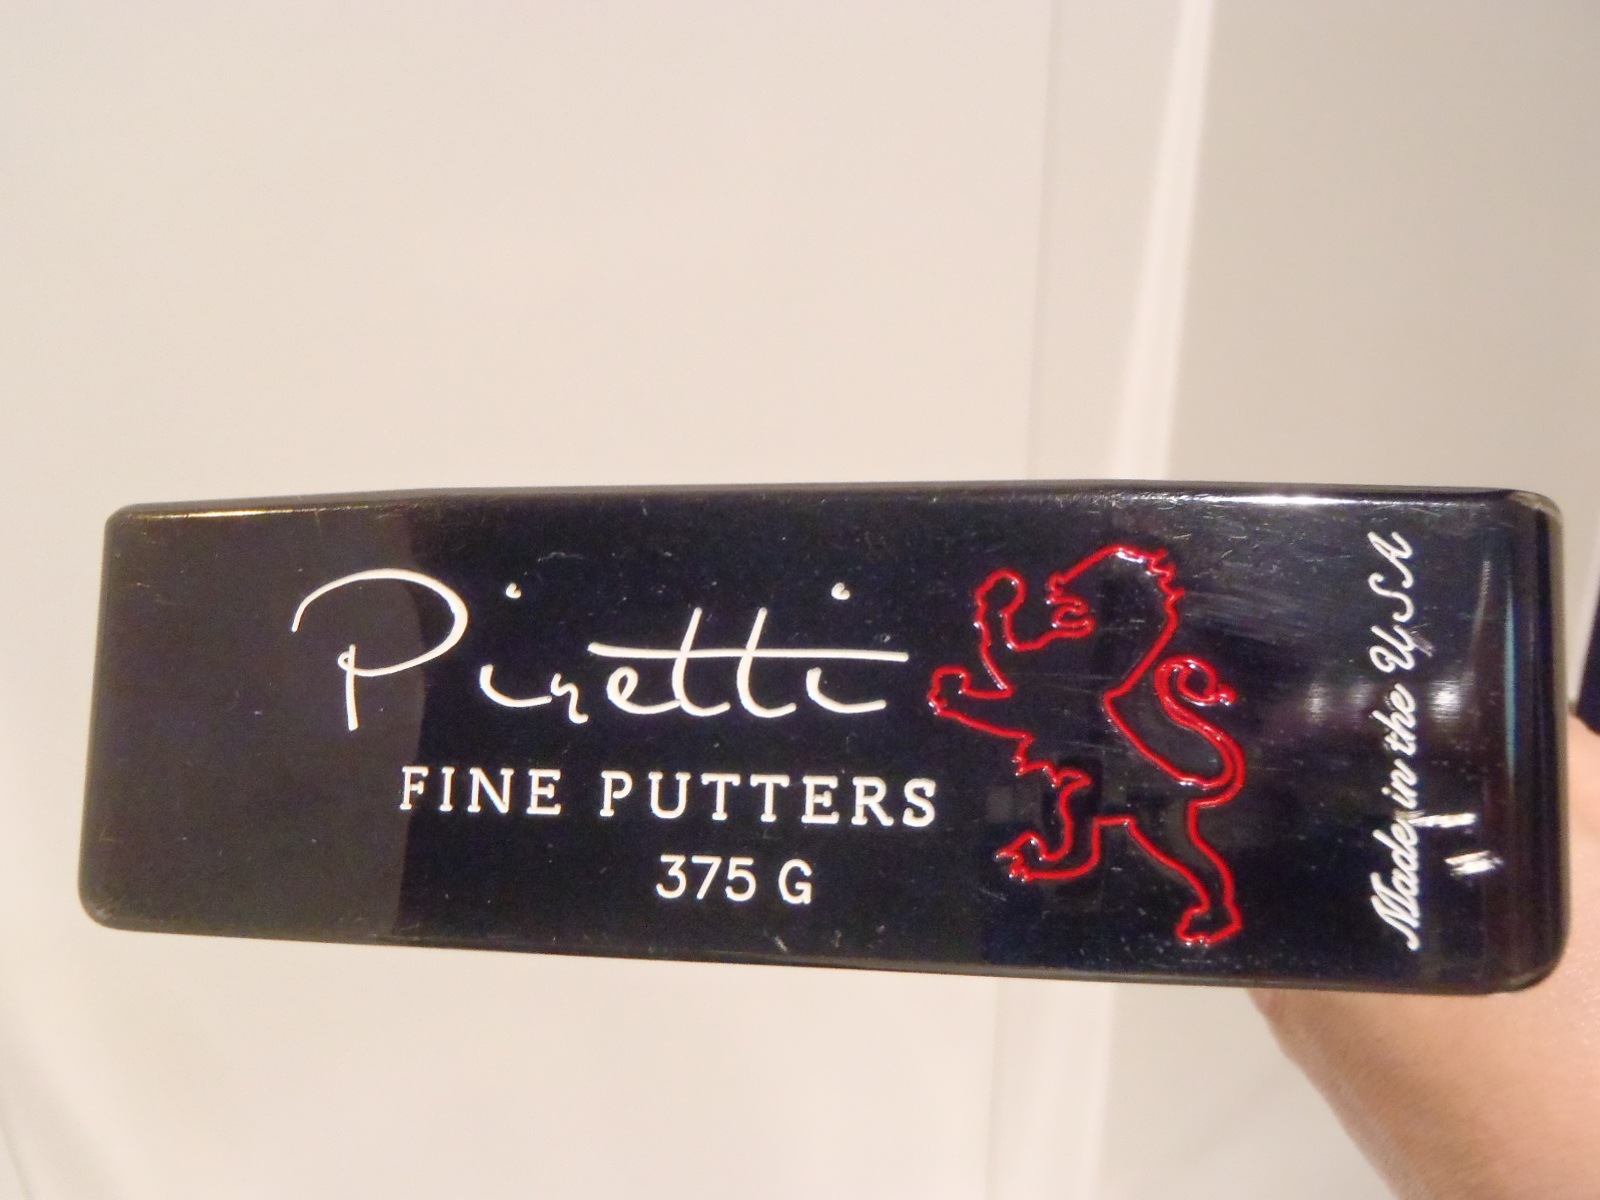 Piretti
FINE PUTTERS
375 G
Made in the USA